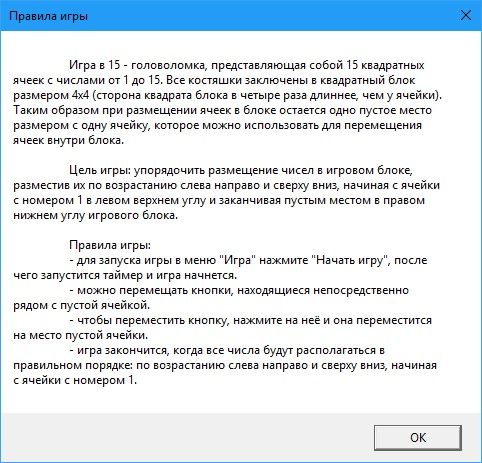 Правила игры
Игра в 15 - головоломка, представляющая собой 15 квадратных
ячеек с числами от 1 до 15. Все костяшки заключены в квадратный блок
размером 4x4 (сторона квадрата блока в четыре раза длиннее, чем у ячейки).
Таким образом при размещении ячеек в блоке остается одно пустое место
размером с одну ячейку, которое можно использовать для перемещения
ячеек внутри блока.
Цель игры: упорядочить размещение чисел в игровом блоке,
разместив их по возрастанию слева направо и сверху вниз, начиная с ячейки
с номером 1 в левом верхнем углу и заканчивая пустым местом в правом
нижнем углу игрового блока.
Правила игры:
- для запуска игры в меню "Игра" нажмите "Начать игру", после
чего запустится таймер и игра начнется.
- можно перемещать кнопки, находящиеся непосредственно
рядом с пустой ячейкой.
- чтобы переместить кнопку, нажмите на неё и она переместится
на место пустой ячейки.
- игра закончится, когда все числа будут располагаться в
правильном порядке: по возрастанию слева направо и сверху вниз, начиная
с ячейки с номером 1.
OK